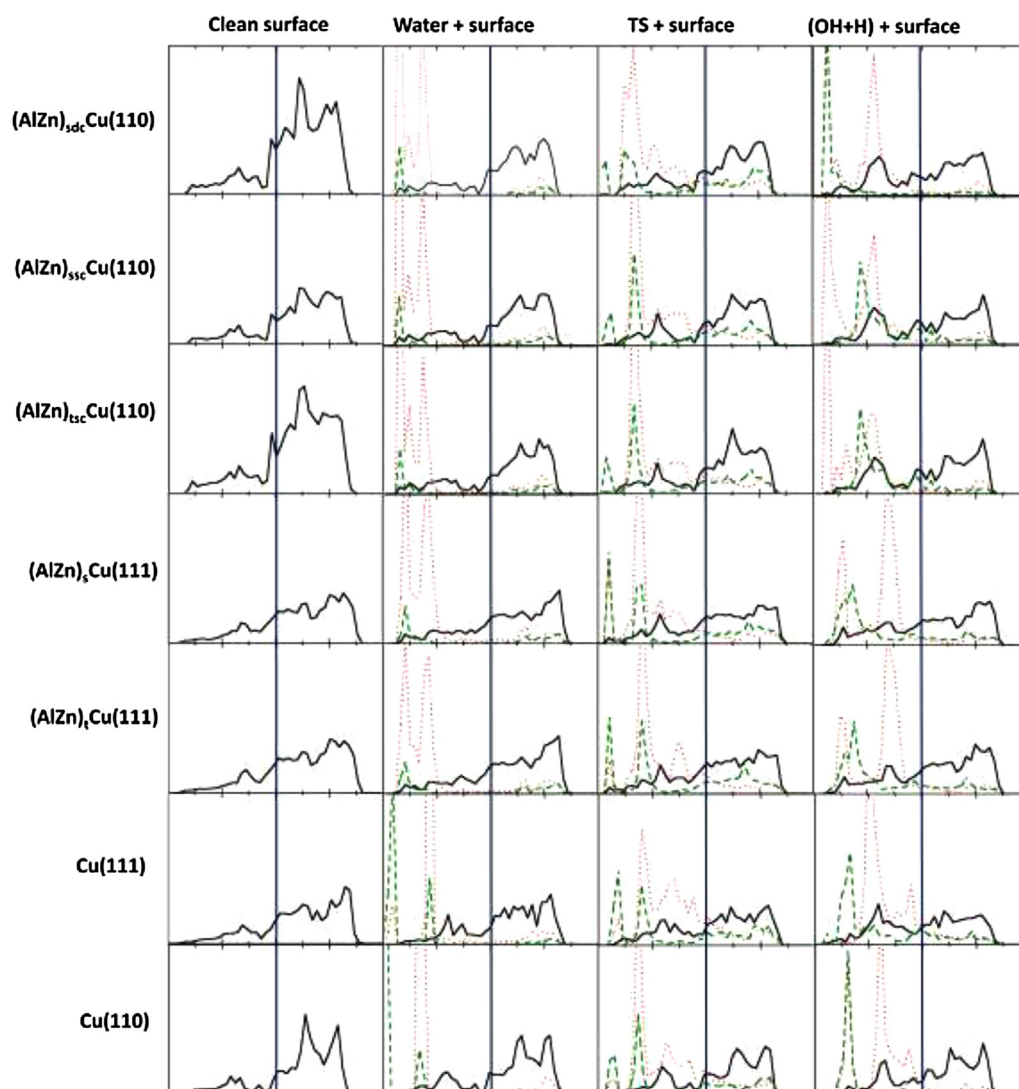 Clean surface Water + surface TS + surface (OH+H) + surface
(AlZn)sdcCu(110)
(AlZn)sscCu(110)
(AlZn)tscCu(110)
(AlZn)sCu(111)
(AlZn)tCu(111)
Cu(111)
Cu(110)